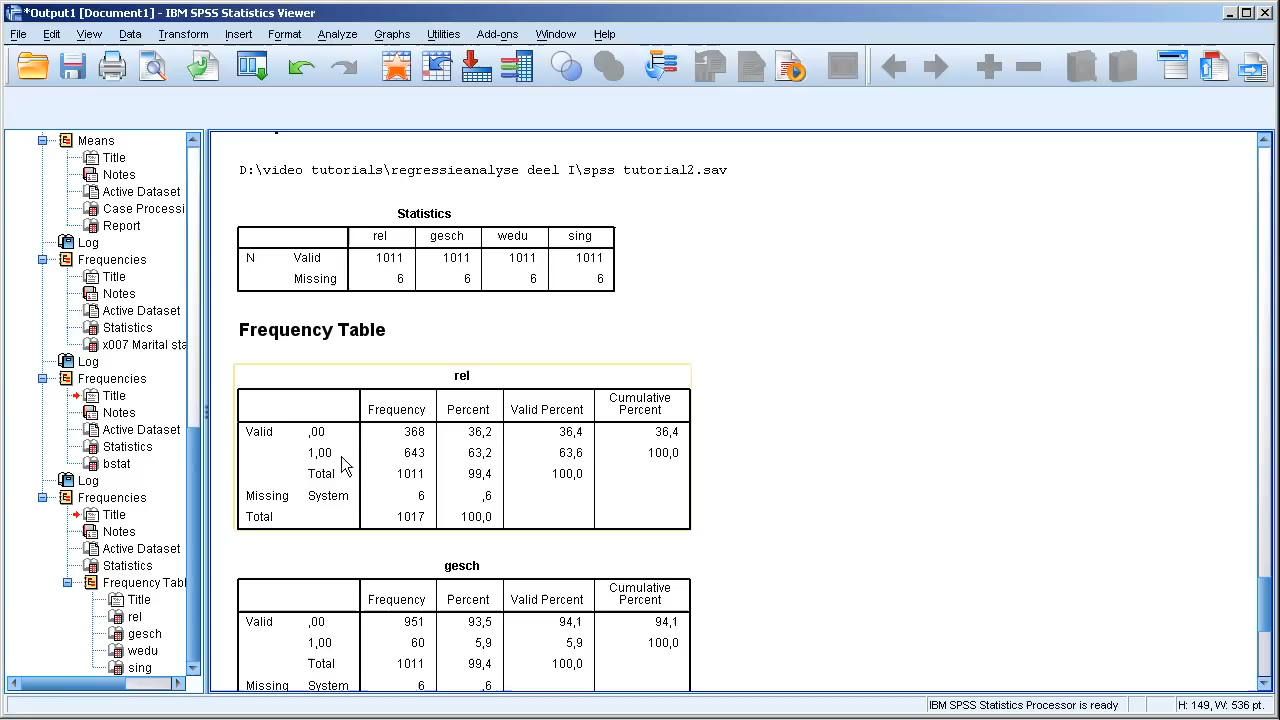 *Output1 [Document1] - IBM SPSS Statistics Viewer
File Edit View Data Transform Insert Format Analyze Graphs Utilities Add-ons Window Help
Means
Title
Notes
Active Dataset
Case Processi
Report
Log
Frequencies
Title
Notes
Active Dataset
Statistics
x007 Marital sta
Log
Frequencies
Title
Notes
Active Dataset
Statistics
bstat
Log
Frequencies
Title
Notes
Active Dataset
Statistics
Frequency Tabl
Title
rel
gesch
wedu
sing
D:\video tutorials\regressieanalyse deel I\spss tutorial2.sav
Statistics
rel gesch wedu sing
N Valid 1011 1011 1011 1011
Missing 6 6 6 6
Frequency Table
rel
Frequency Percent Valid Percent Cumulative Percent
Valid ,00 368 36,2 36,4 36,4
1,00 643 63,2 63,6 100,0
Total 1011 99,4 100,0
Missing System 6 ,6
Total 1017 100,0
gesch
Frequency Percent Valid Percent Cumulative Percent
Valid ,00 951 93,5 94,1 94,1
1,00 60 5,9 5,9 100,0
Total 1011 99,4 100,0
Missing System 6 ,6
IBM SPSS Statistics Processor is ready H: 149, W: 536 pt.